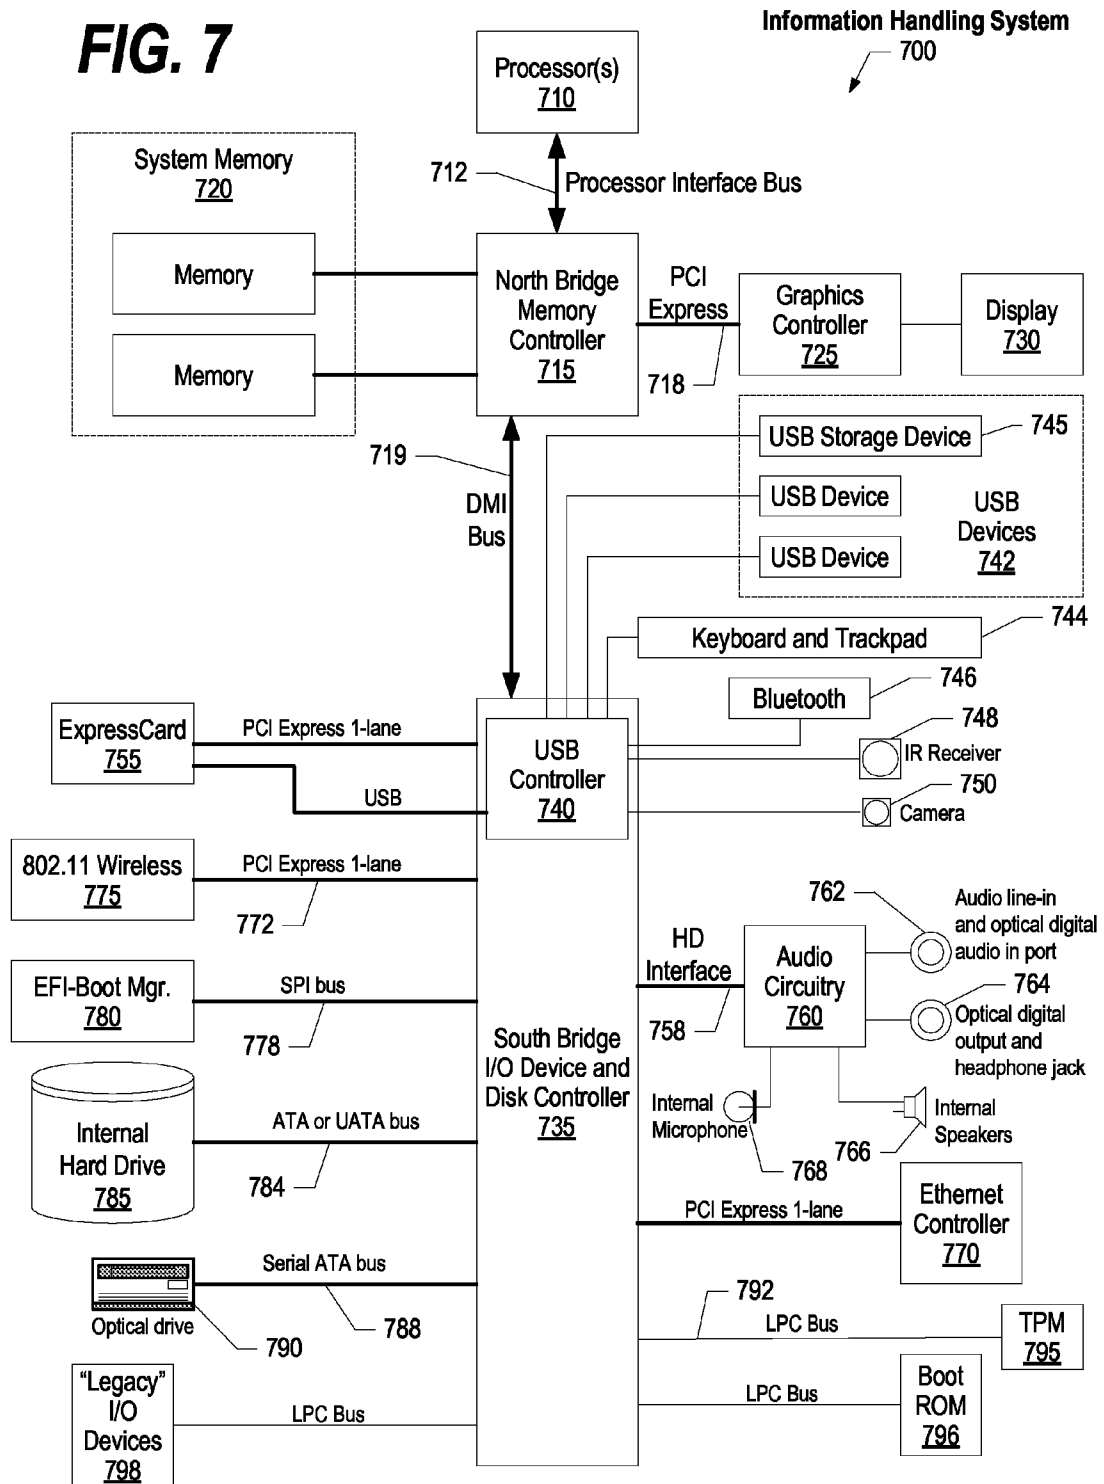 FIG. 7
Information Handling System
700
Processor(s)
710
712
Processor Interface Bus
System Memory
720
Memory
Memory
North Bridge
Memory
Controller
715
PCI
Express
718
Graphics
Controller
725
Display
730
719
DMI
Bus
USB Storage Device
745
USB Device
USB Device
USB
Devices
742
Keyboard and Trackpad
744
Bluetooth
746
748
IR Receiver
750
Camera
ExpressCard
755
PCI Express 1-lane
USB
USB
Controller
740
802.11 Wireless
775
PCI Express 1-lane
772
EFI-Boot Mgr.
780
SPI bus
778
South Bridge
I/O Device and
Disk Controller
735
HD
Interface
758
Audio
Circuitry
760
762
Audio line-in
and optical digital
audio in port
764
Optical digital
output and
headphone jack
Internal
Microphone
768
766
Internal
Speakers
Internal
Hard Drive
785
ATA or UATA bus
784
PCI Express 1-lane
Ethernet
Controller
770
Serial ATA bus
788
Optical drive
790
792
LPC Bus
TPM
795
"Legacy"
I/O
Devices
798
LPC Bus
LPC Bus
Boot
ROM
796